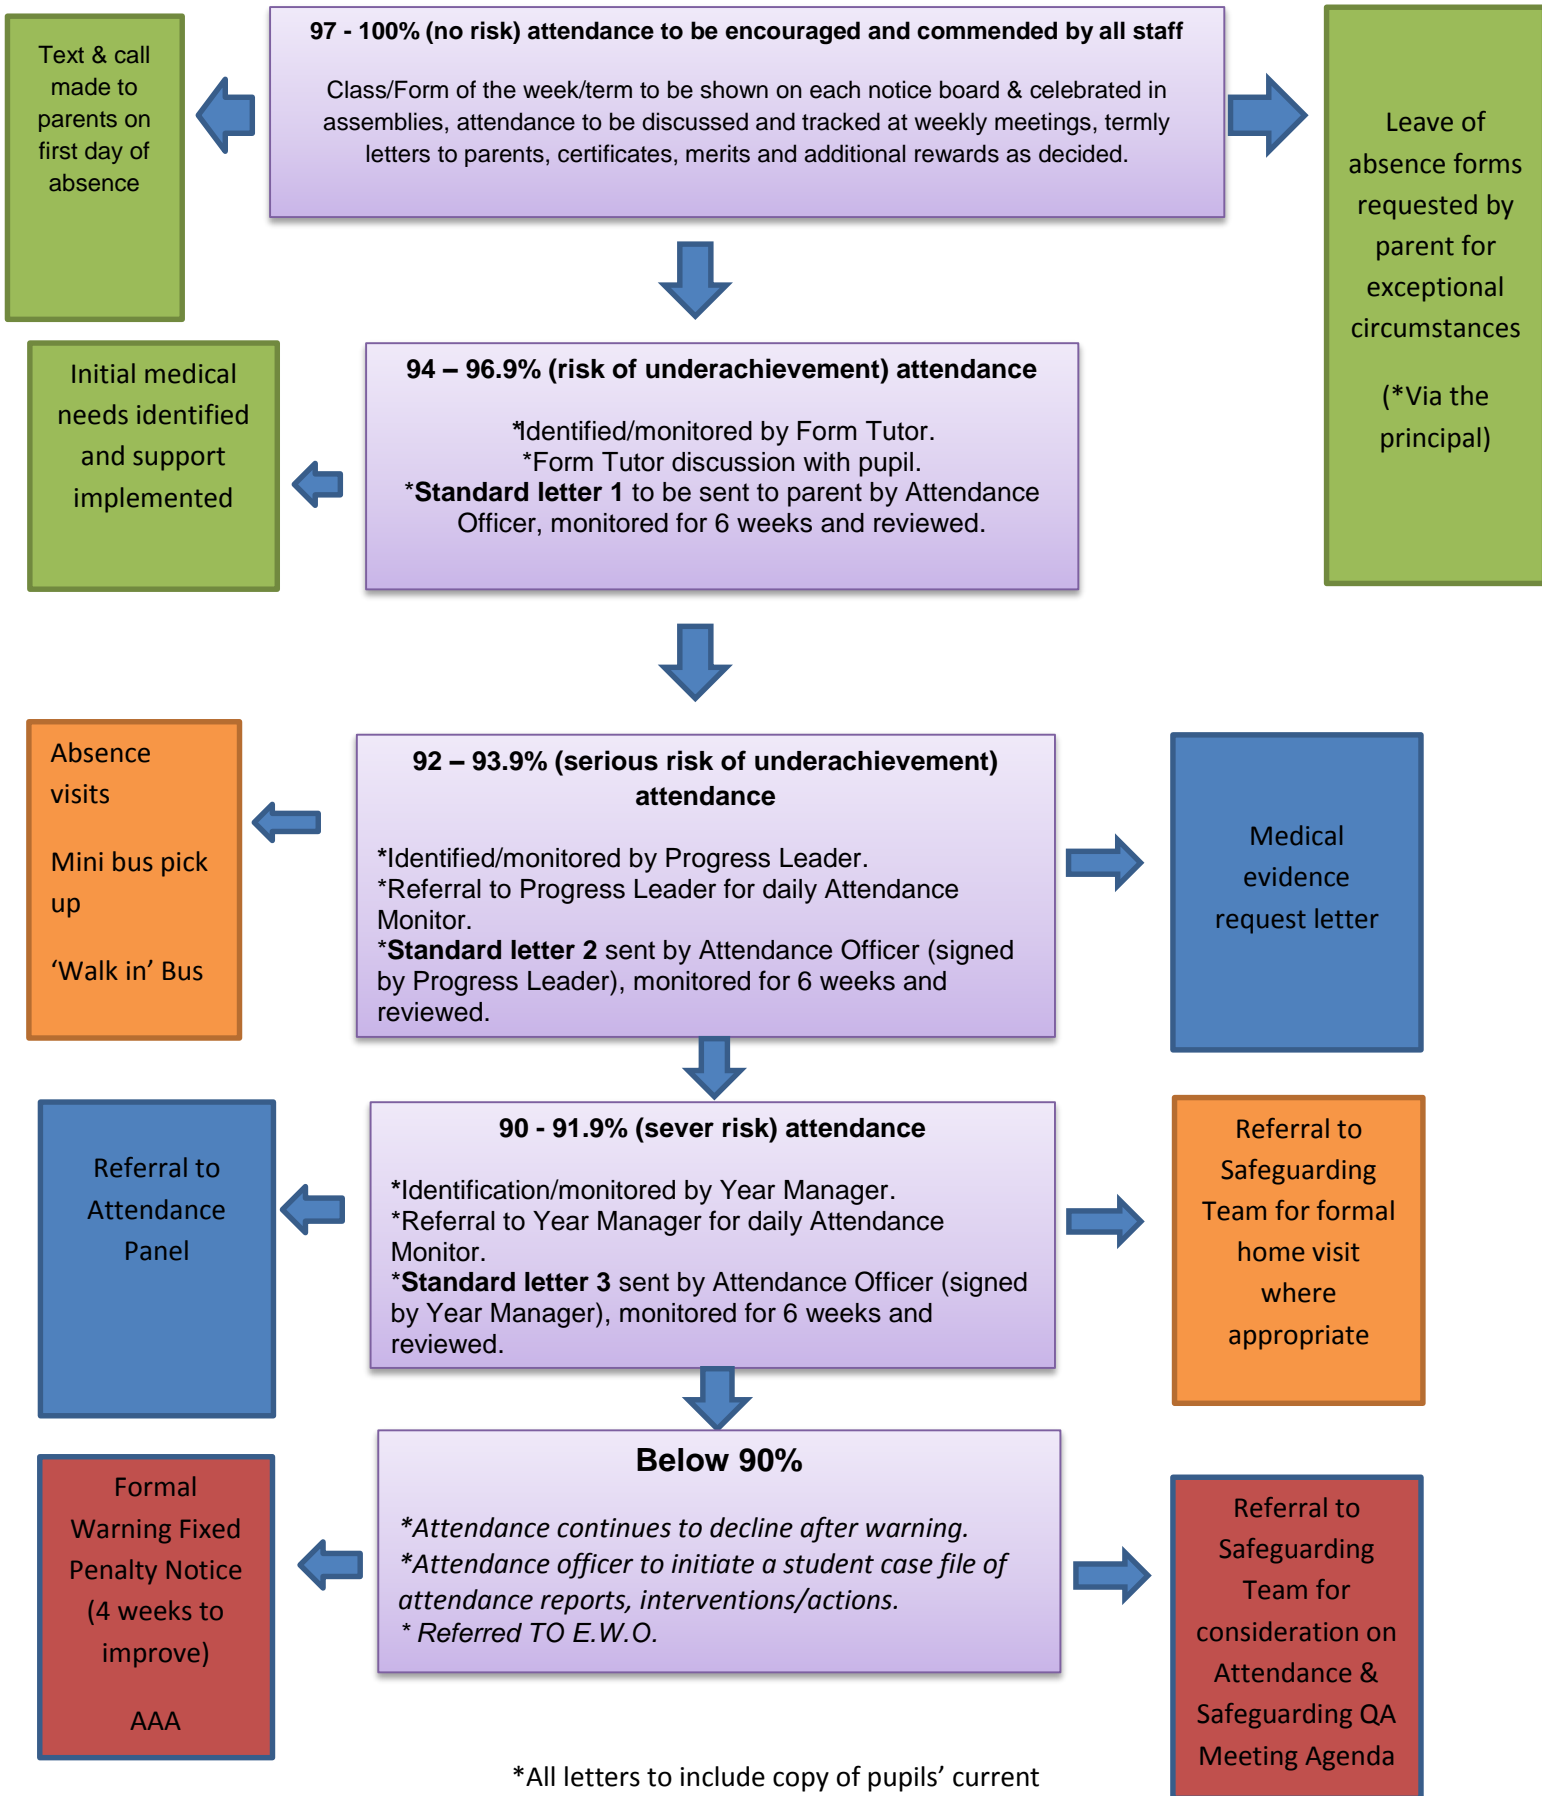 97 - 100% (no risk) attendance to be encouraged and commended by all staff
Class/Form of the week/term to be shown on each notice board & celebrated in
assemblies, attendance to be discussed and tracked at weekly meetings, termly
letters to parents, certificates, merits and additional rewards as decided.
Text & call
made to
parents on
first day of
absence
Leave of
absence forms
requested by
parent for
exceptional
circumstances
(*Via the
principal)
94 – 96.9% (risk of underachievement) attendance
*Identified/monitored by Form Tutor.
*Form Tutor discussion with pupil.
*Standard letter 1 to be sent to parent by Attendance
Officer, monitored for 6 weeks and reviewed.
Initial medical
needs identified
and support
implemented
92 – 93.9% (serious risk of underachievement)
attendance
*Identified/monitored by Progress Leader.
*Referral to Progress Leader for daily Attendance
Monitor.
*Standard letter 2 sent by Attendance Officer (signed
by Progress Leader), monitored for 6 weeks and
reviewed.
Absence
visits
Mini bus pick
up
‘Walk in’ Bus
Medical
evidence
request letter
90 - 91.9% (sever risk) attendance
*Identification/monitored by Year Manager.
*Referral to Year Manager for daily Attendance
Monitor.
*Standard letter 3 sent by Attendance Officer (signed
by Year Manager), monitored for 6 weeks and
reviewed.
Referral to
Attendance
Panel
Referral to
Safeguarding
Team for formal
home visit
where
appropriate
Below 90%
*Attendance continues to decline after warning.
*Attendance officer to initiate a student case file of
attendance reports, interventions/actions.
* Referred TO E.W.O.
Formal
Warning Fixed
Penalty Notice
(4 weeks to
improve)
AAA
Referral to
Safeguarding
Team for
consideration on
Attendance &
Safeguarding QA
Meeting Agenda
*All letters to include copy of pupils’ current